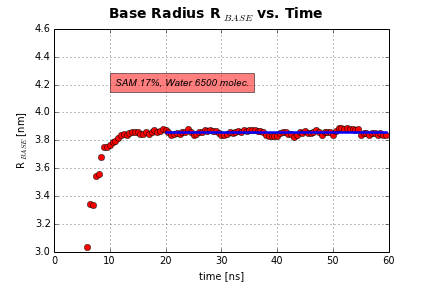 Base Radius R BASE vs. Time
4.6
4.4
4.2
4.0
3.8
3.6
3.4
3.2
3.0
R BASE [nm]
SAM 17%, Water 6500 molec.
0 10 20 30 40 50 60
time [ns]